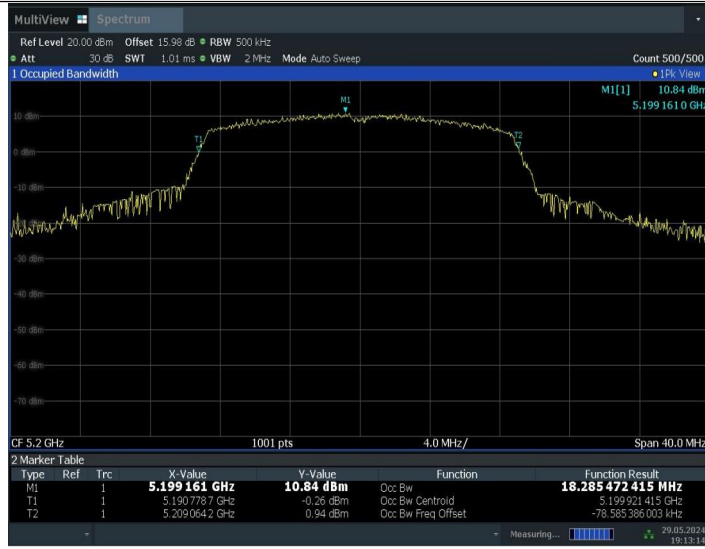 MultiView Spectrum
Ref Level 20.00 dBm Offset 15.98 dB RBW 500 kHz
Att 30 dB SWT 1.01 ms VBW 2 MHz Mode Auto Sweep Count 500/500
1 Occupied Bandwidth 1Pk View
M1[1] 10.84 dBm
5.199 161 0 GHz
M1
10 dBm
T1
T2
0 dBm
-10 dBm
-30 dBm
-40 dBm
-50 dBm
-60 dBm
-70 dBm
CF 5.2 GHz 1001 pts 4.0 MHz/ Span 40.0 MHz
2 Marker Table
Type Ref Trc X-Value Y-Value Function Function Result
M1 1 5.199 161 GHz 10.84 dBm Occ Bw 18.285 472 415 MHz
T1 1 5.190 778 7 GHz -0.26 dBm Occ Bw Centroid 5.199 921 415 GHz
T2 1 5.209 064 2 GHz 0.94 dBm Occ Bw Freq Offset -78.585 386 003 kHz
Measuring... 29.05.2024
19:13:14